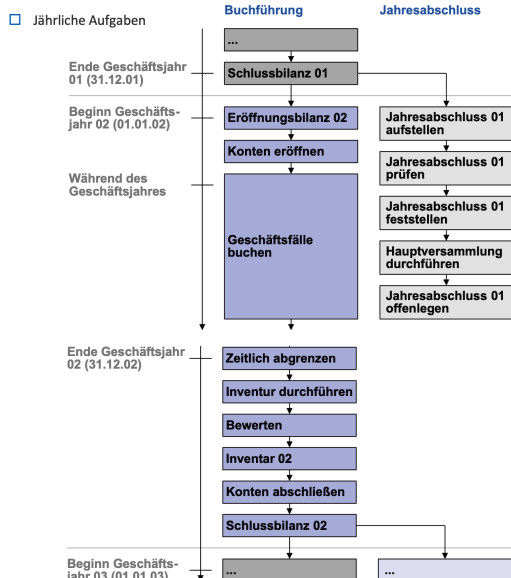 Jährliche Aufgaben
Buchführung
Jahresabschluss
...
Ende Geschäftsjahr
01 (31.12.01)
Schlussbilanz 01
Beginn Geschäfts-
jahr 02 (01.01.02)
Eröffnungsbilanz 02
Jahresabschluss 01
aufstellen
Konten eröffnen
Jahresabschluss 01
prüfen
Während des
Geschäftsjahres
Geschäftsfälle
buchen
Jahresabschluss 01
feststellen
Hauptversammlung
durchführen
Jahresabschluss 01
offenlegen
Ende Geschäftsjahr
02 (31.12.02)
Zeitlich abgrenzen
Inventur durchführen
Bewerten
Inventar 02
Konten abschließen
Schlussbilanz 02
Beginn Geschäfts-
jahr 03 (01.01.03)
...
...